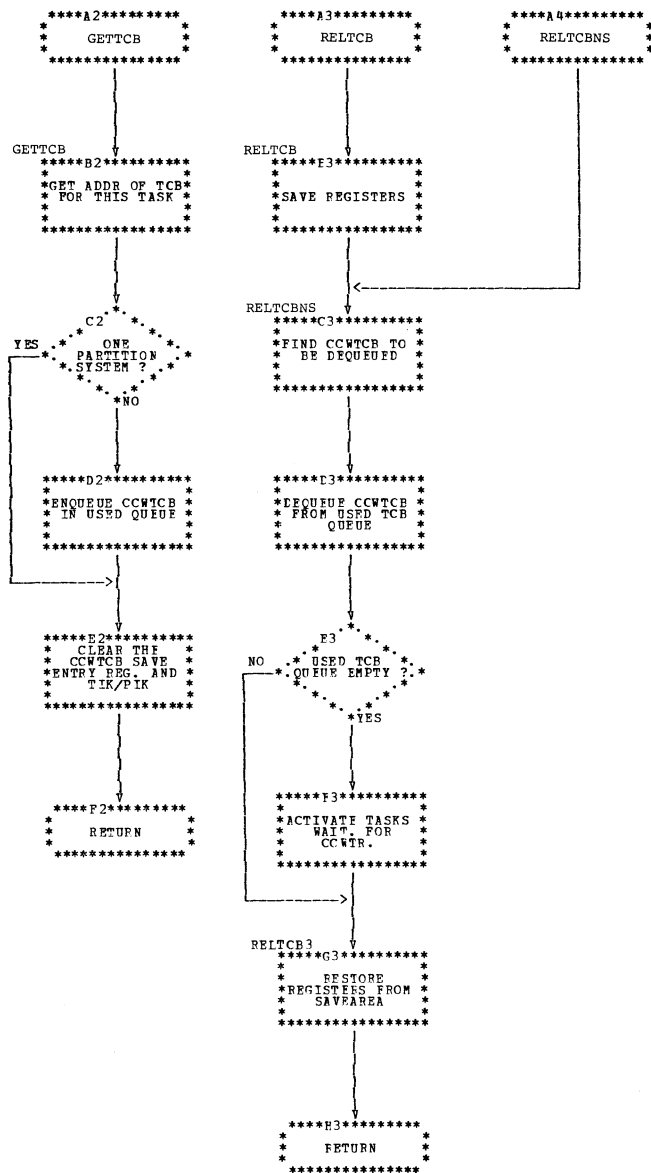 A2
GETTCB
GETTCB
B2
GET ADDR OF TCB
FOR THIS TASK
C2
YES
ONE
PARTITION
SYSTEM ?
NO
D2
ENQUEUE CCWTCB
IN USED QUEUE
E2
CLEAR THE
CCWTCB SAVE
ENTRY REG. AND
TIK/PIK
F2
RETURN
A3
RELTCB
RELTCB
B3
SAVE REGISTERS
RELTCBNS
C3
FIND CCWTCB TO
BE DEQUEUED
D3
DEQUEUE CCWTCB
FROM USED TCB
QUEUE
E3
NO
USED TCB
QUEUE EMPTY ?
YES
F3
ACTIVATE TASKS
WAIT. FOR
CCWTR.
RELTCB3
G3
RESTORE
REGISTERS FROM
SAVEAREA
H3
RETURN
A4
RELTCBNS